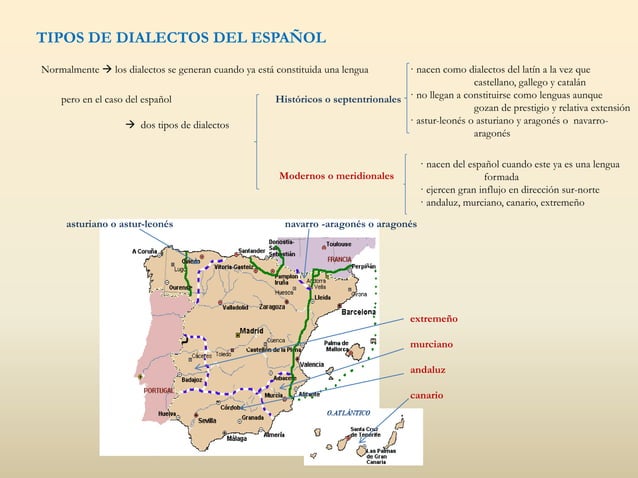 TIPOS DE DIALECTOS DEL ESPAÑOL
Normalmente → los dialectos se generan cuando ya está constituida una lengua
pero en el caso del español
→ dos tipos de dialectos
Históricos o septentrionales
· nacen como dialectos del latín a la vez que
castellano, gallego y catalán
· no llegan a constituirse como lenguas aunque
gozan de prestigio y relativa extensión
· astur-leonés o asturiano y aragonés o navarro-
aragonés
Modernos o meridionales
· nacen del español cuando este ya es una lengua
formada
· ejercen gran influjo en dirección sur-norte
· andaluz, murciano, canario, extremeño
asturiano o astur-leonés
navarro -aragonés o aragonés
A Coruña
Oviedo
Santander
Donostia-
San
Sebastián
Toulouse
FRANCIA
Lugo
Vitoria-Gasteiz
Pamplon
Iruña
Andorra
la Vella
Perpiñán
Ourense
Huesca
Girona
Lleida
Valladolid
Zaragoza
Barcelona
Madrid
Cuenca
Castellón de la Plana
Palma de
Mallorca
Cáceres
Toledo
Valencia
Badajoz
Albacete
PORTUGAL
Murcia
Alicante
Huelva
Córdoba
Sevilla
Granada
Almería
Málaga
O.ATLÁNTICO
Santa Cruz
de Tenerife
Las Palmas
de Gran
Canaria
extremeño
murciano
andaluz
canario